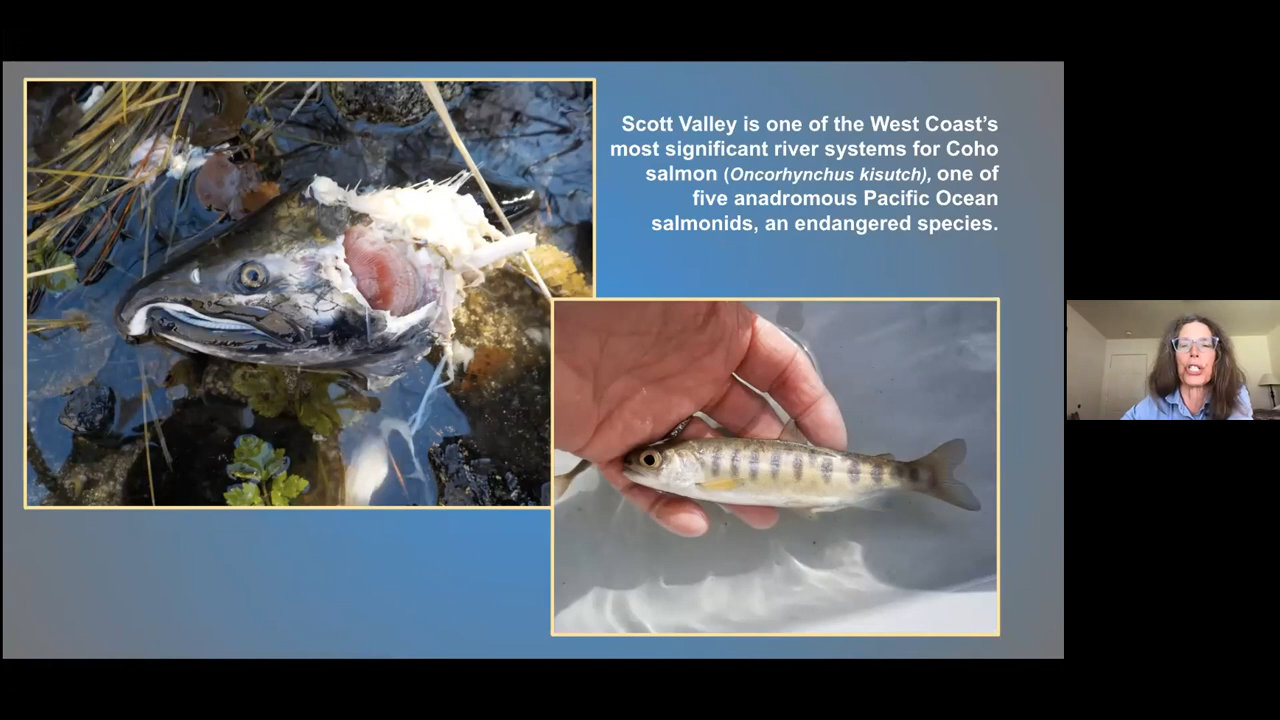 Scott Valley is one of the West Coast’s
most significant river systems for Coho
salmon (Oncorhynchus kisutch), one of
five anadromous Pacific Ocean
salmonids, an endangered species.